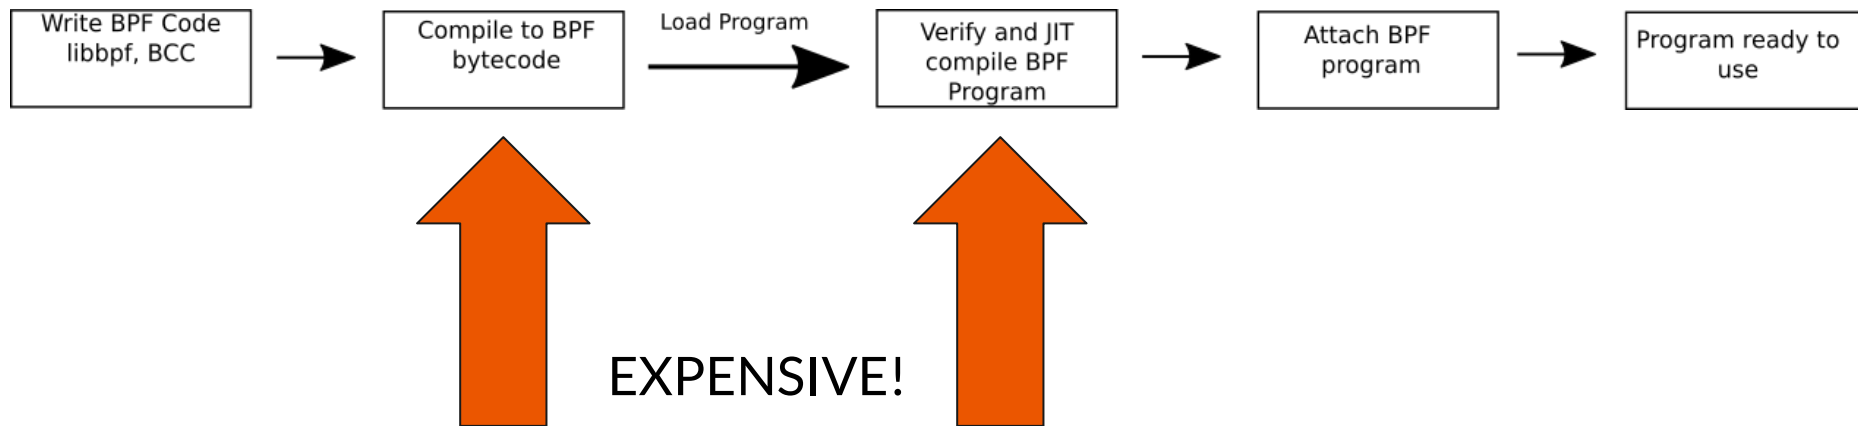 Write BPF Code
libbpf, BCC
Compile to BPF
bytecode
Load Program
Verify and JIT
compile BPF
Program
Attach BPF
program
Program ready to
use
EXPENSIVE!